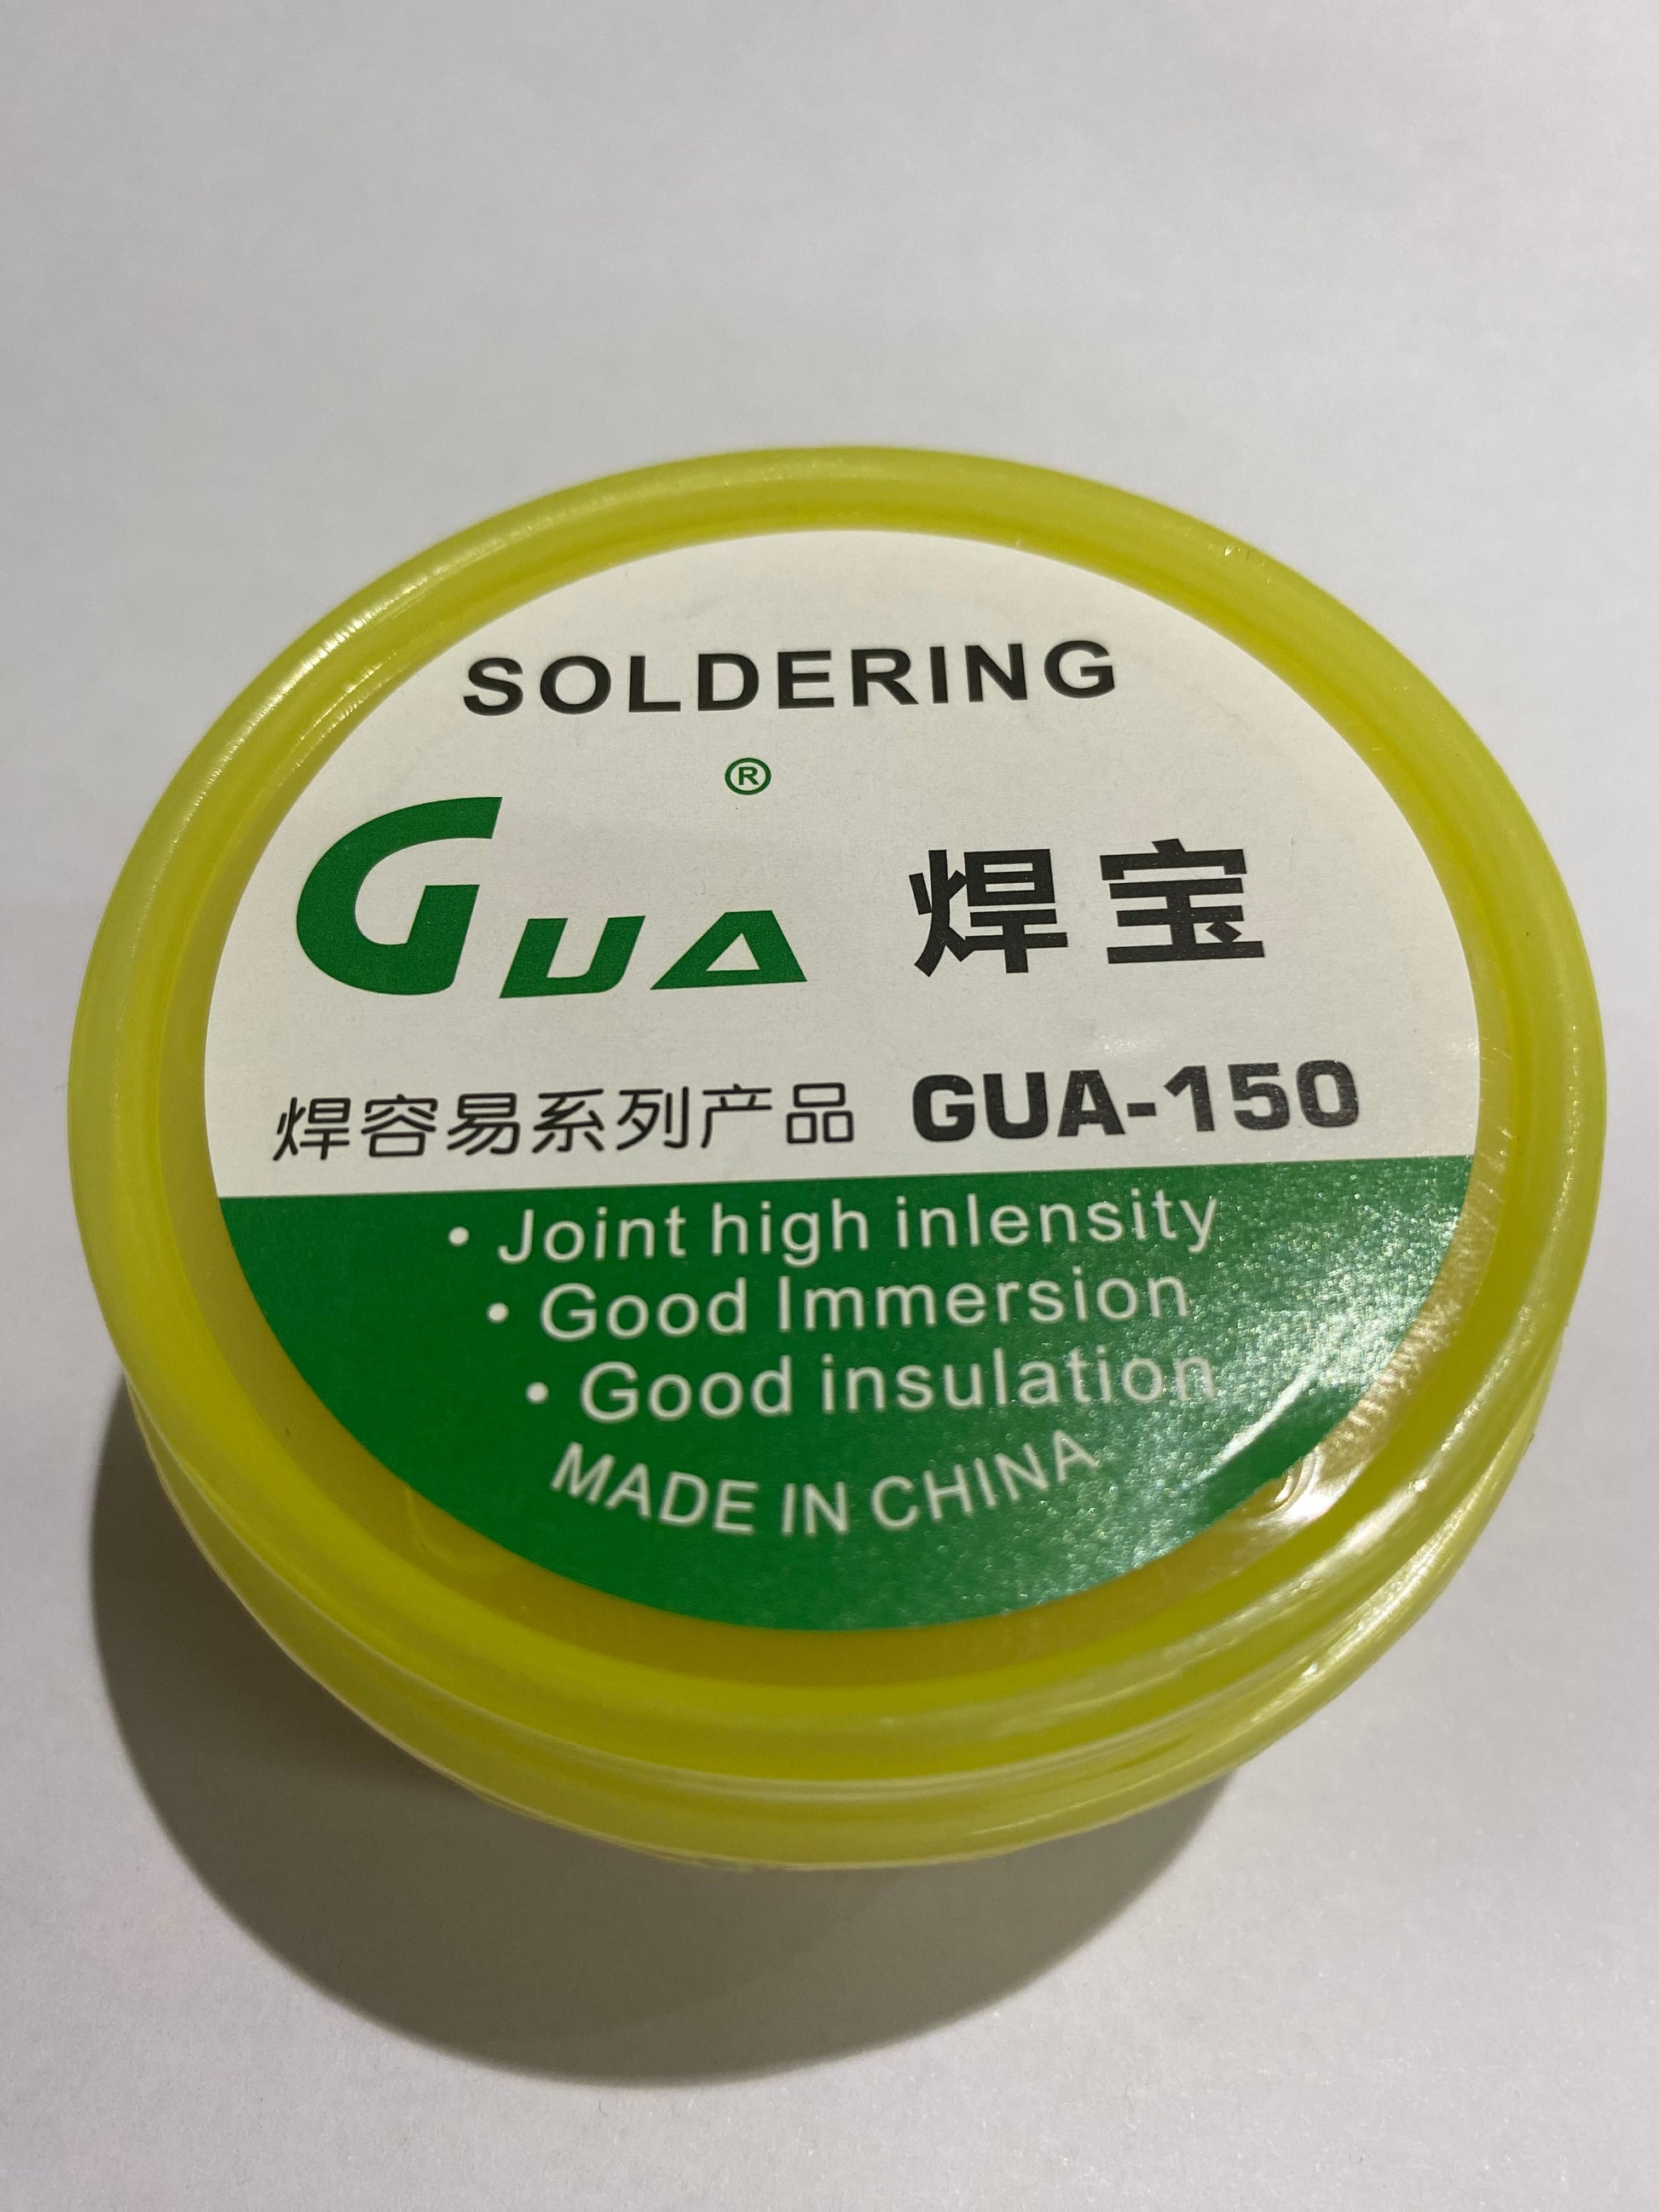 SOLDERING
GUA® 焊宝
焊容易系列产品 GUA-150
• Joint high inlensity
• Good Immersion
• Good insulation
MADE IN CHINA